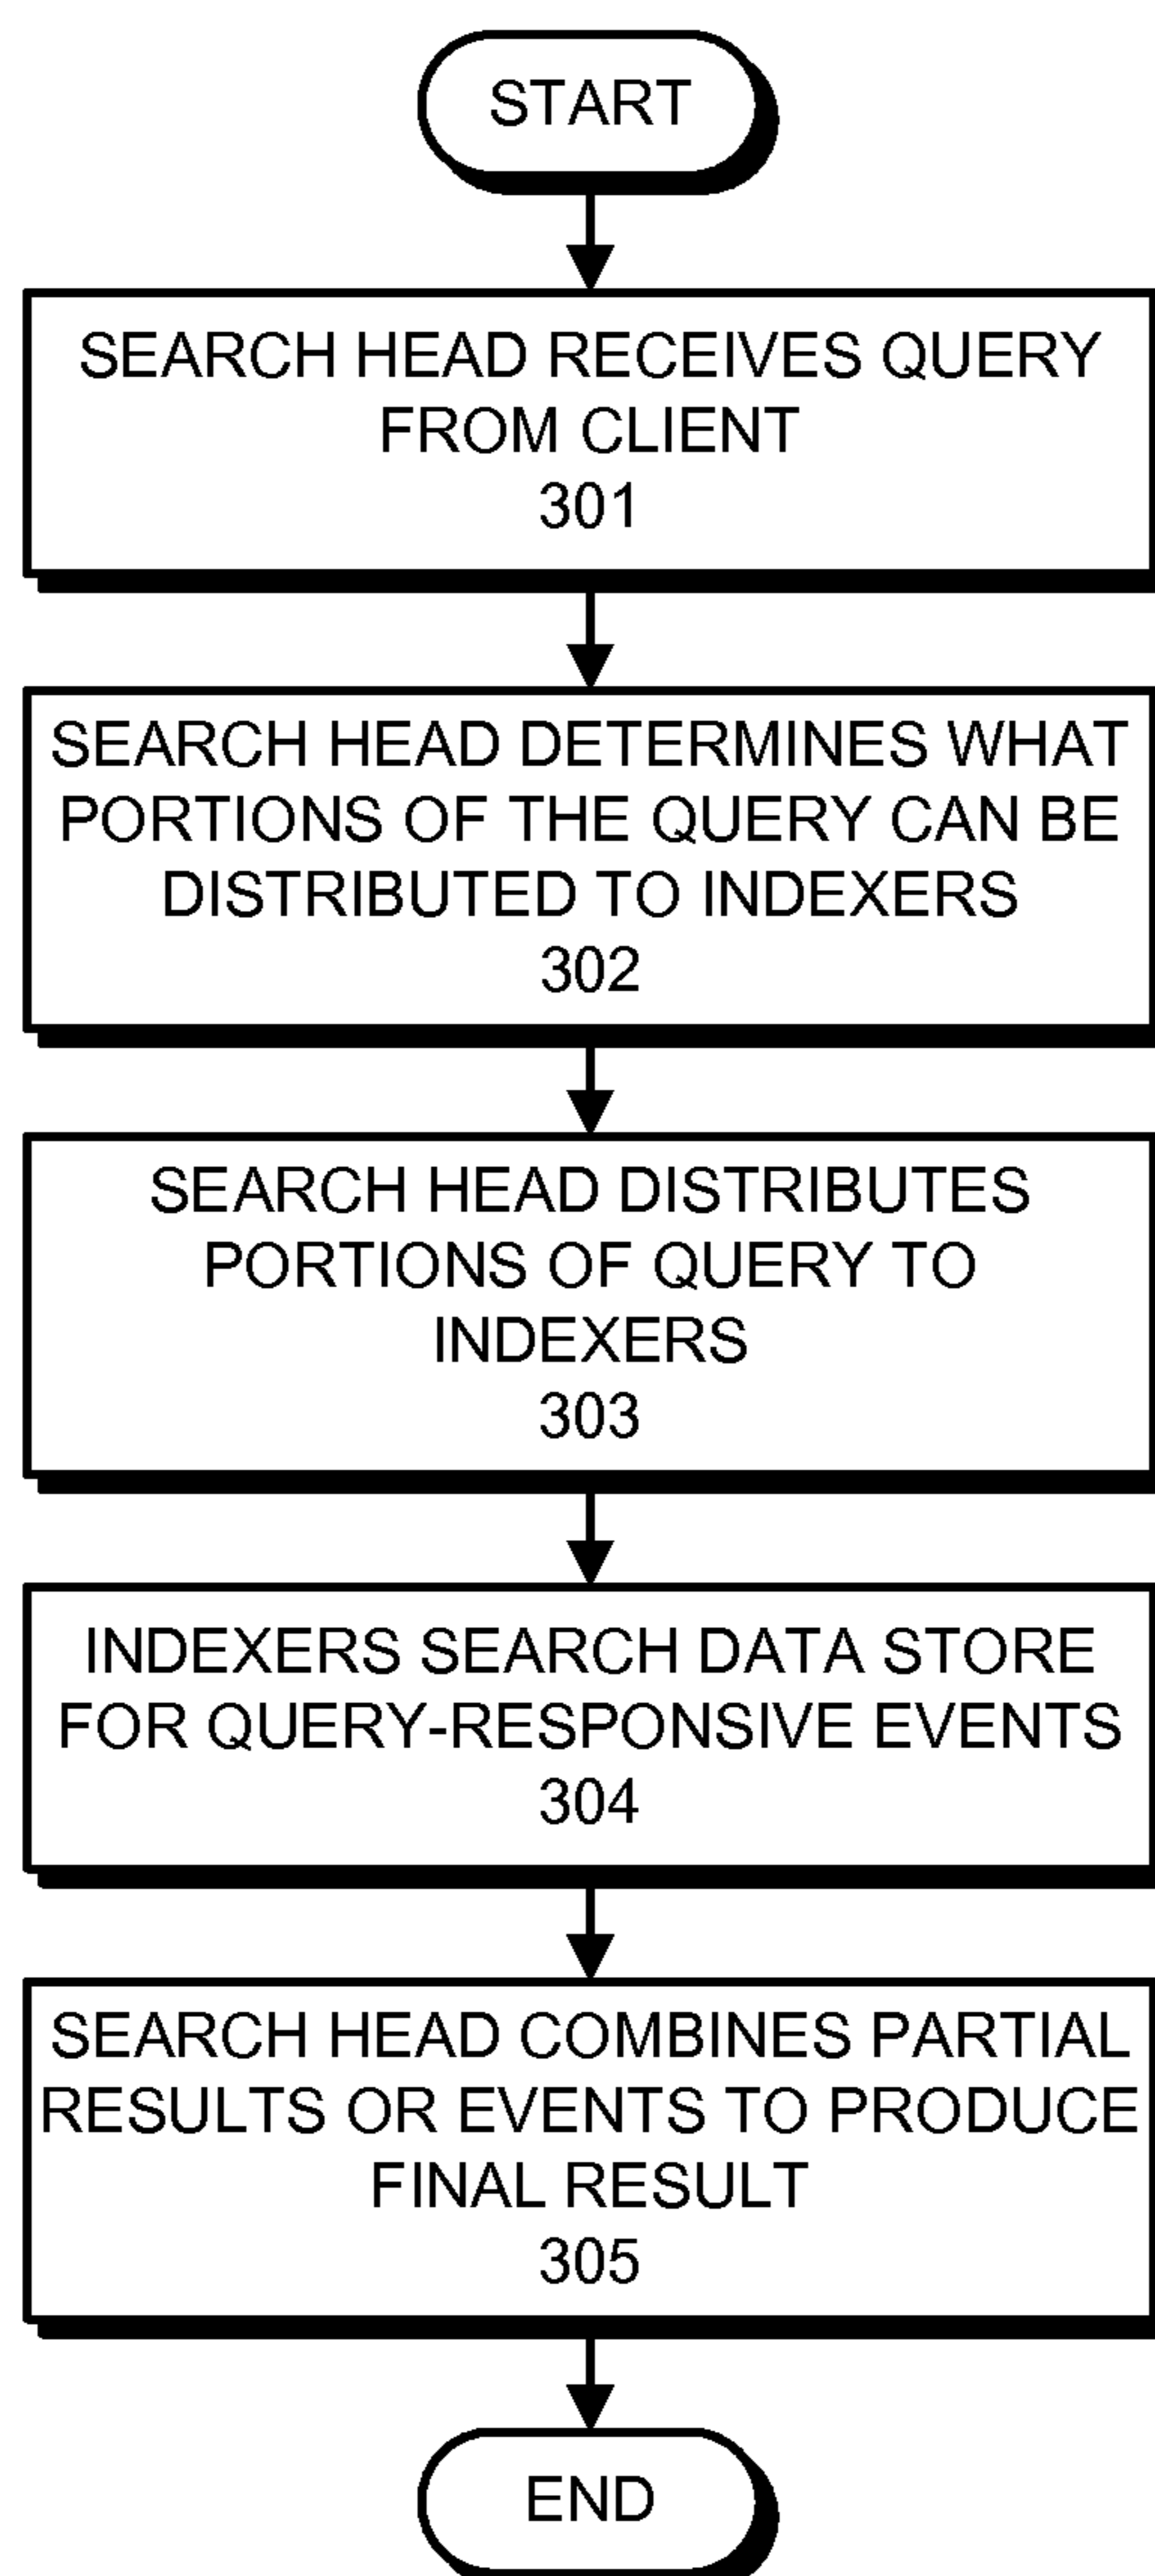 START
SEARCH HEAD RECEIVES QUERY
FROM CLIENT
301
SEARCH HEAD DETERMINES WHAT
PORTIONS OF THE QUERY CAN BE
DISTRIBUTED TO INDEXERS
302
SEARCH HEAD DISTRIBUTES
PORTIONS OF QUERY TO
INDEXERS
303
INDEXERS SEARCH DATA STORE
FOR QUERY-RESPONSIVE EVENTS
304
SEARCH HEAD COMBINES PARTIAL
RESULTS OR EVENTS TO PRODUCE
FINAL RESULT
305
END